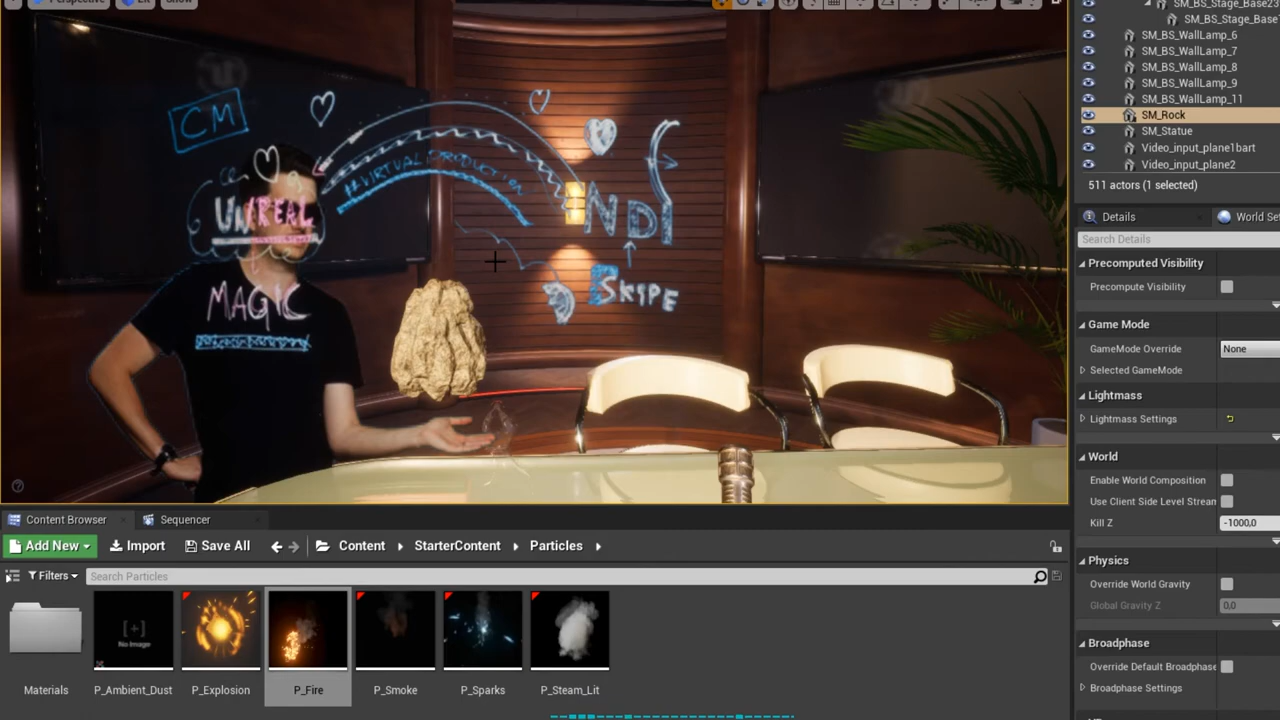 Perspective
Lit
Show
CM
#VIRTUAL PRODUCTION
UNREAL
NDI
SKYPE
MAGIC
SM_BS_Stage_Base23
SM_BS_Stage_Base
SM_BS_WallLamp_6
SM_BS_WallLamp_7
SM_BS_WallLamp_8
SM_BS_WallLamp_9
SM_BS_WallLamp_11
SM_Rock
SM_Statue
Video_input_plane1bart
Video_input_plane2
511 actors (1 selected)
Details
World Set
Search Details
Precomputed Visibility
Precompute Visibility
Game Mode
GameMode Override None
Selected GameMode
Lightmass
Lightmass Settings
World
Enable World Composition
Use Client Side Level Stream
Kill Z -1000,0
Physics
Override World Gravity
Global Gravity Z 0,0
Broadphase
Override Default Broadphase
Broadphase Settings
Content Browser
Sequencer
Add New Import Save All Content StarterContent Particles
Filters Search Particles
[+]
No Image
Materials P_Ambient_Dust P_Explosion P_Fire P_Smoke P_Sparks P_Steam_Lit